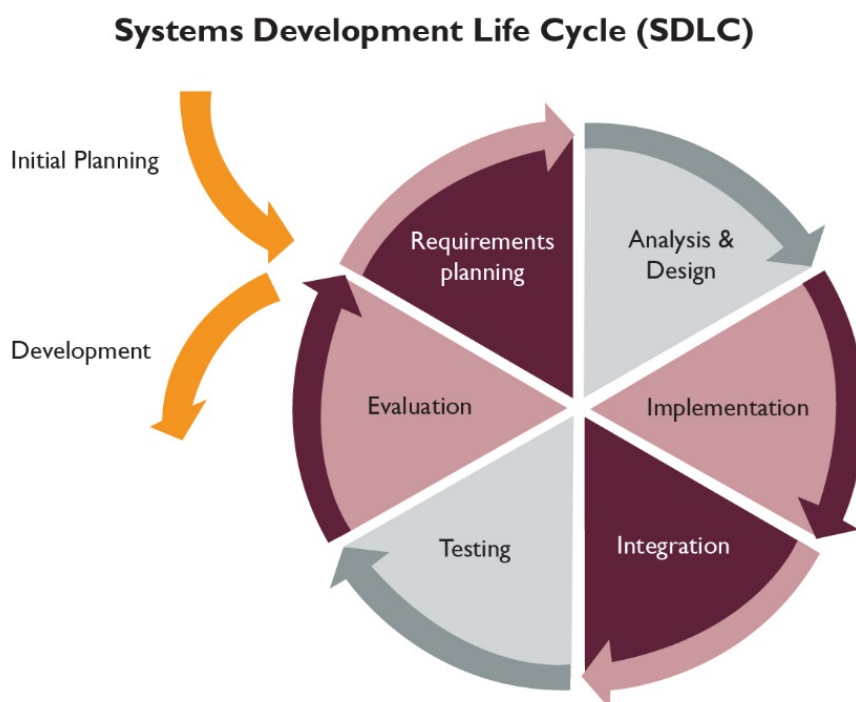 Systems Development Life Cycle (SDLC)
Initial Planning
Development
Requirements
planning
Analysis &
Design
Implementation
Integration
Testing
Evaluation